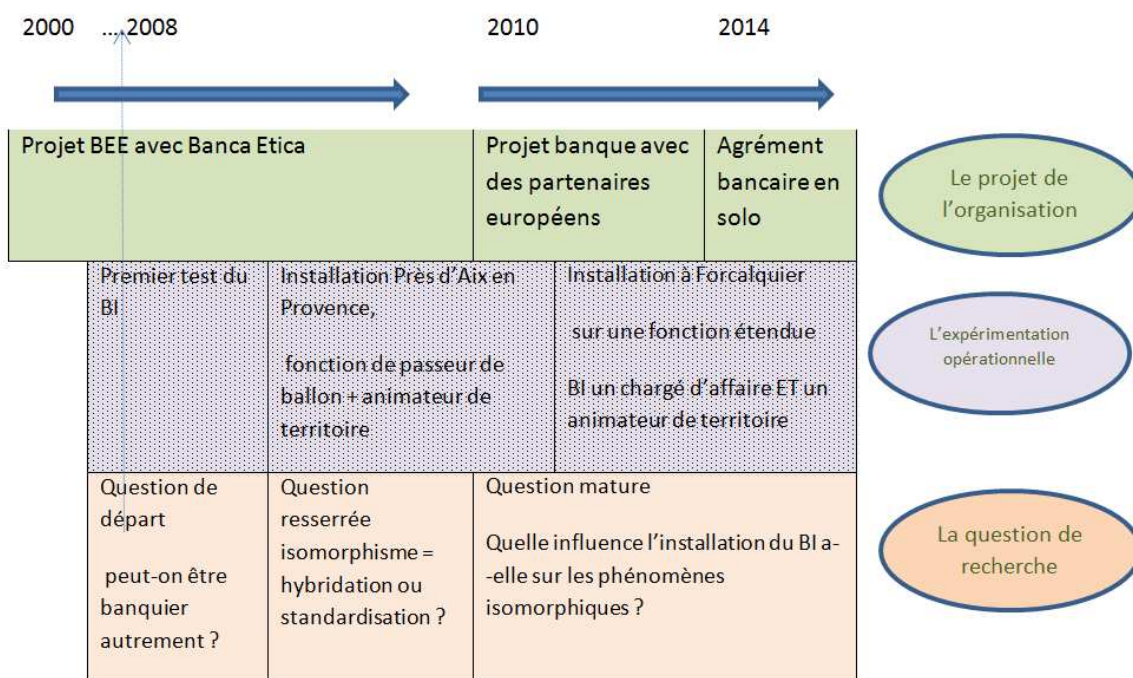 2000 ....2008 2010 2014
Projet BEE avec Banca Etica
Projet banque avec
des partenaires
européens
Agrément
bancaire en
solo
Le projet de
l'organisation
Premier test du
BI
Installation Près d'Aix en
Provence,
fonction de passeur de
ballon + animateur de
territoire
Installation à Forcalquier
sur une fonction étendue
BI un chargé d'affaire ET un
animateur de territoire
L'expérimentation
opérationnelle
Question de
départ
peut-on être
banquier
autrement ?
Question
resserrée
isomorphisme =
hybridation ou
standardisation ?
Question mature
Quelle influence l'installation du BI a-
-elle sur les phénomènes
isomorphiques ?
La question de
recherche